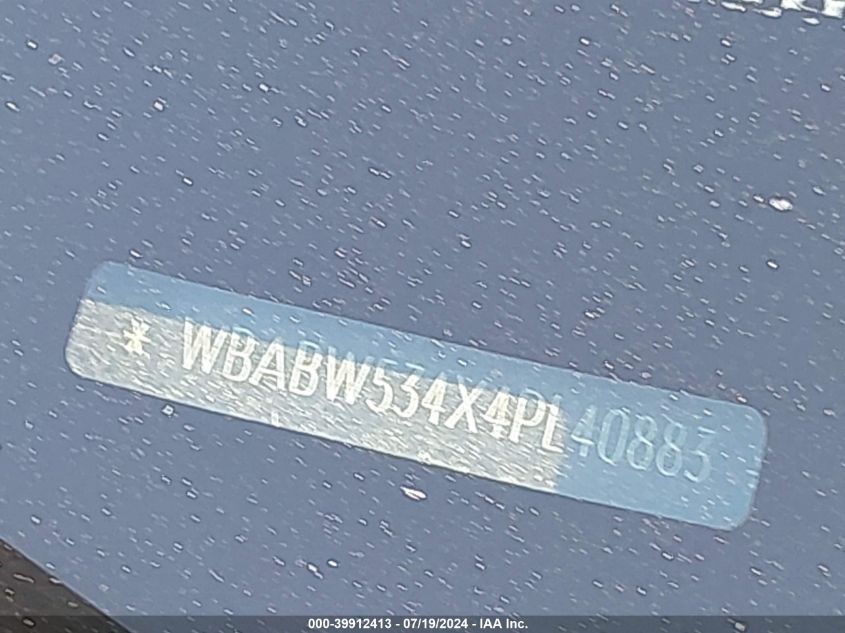 * WBABW534X4PL40883
000-39912413 - 07/19/2024 - IAA Inc.